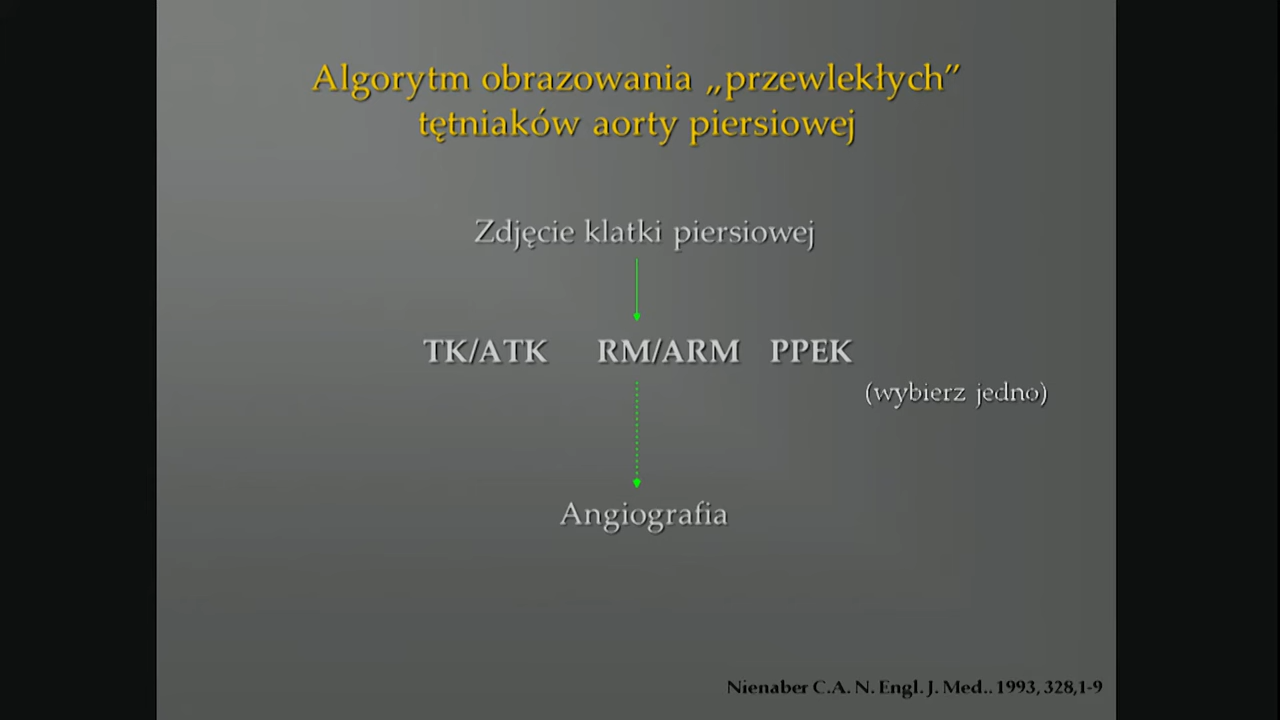 Algorytm obrazowania „przewlekłych”
tętniaków aorty piersiowej
Zdjęcie klatki piersiowej
TK/ATK RM/ARM PPEK
(wybierz jedno)
Angiografia
Nienaber C.A. N. Engl. J. Med.. 1993, 328,1-9